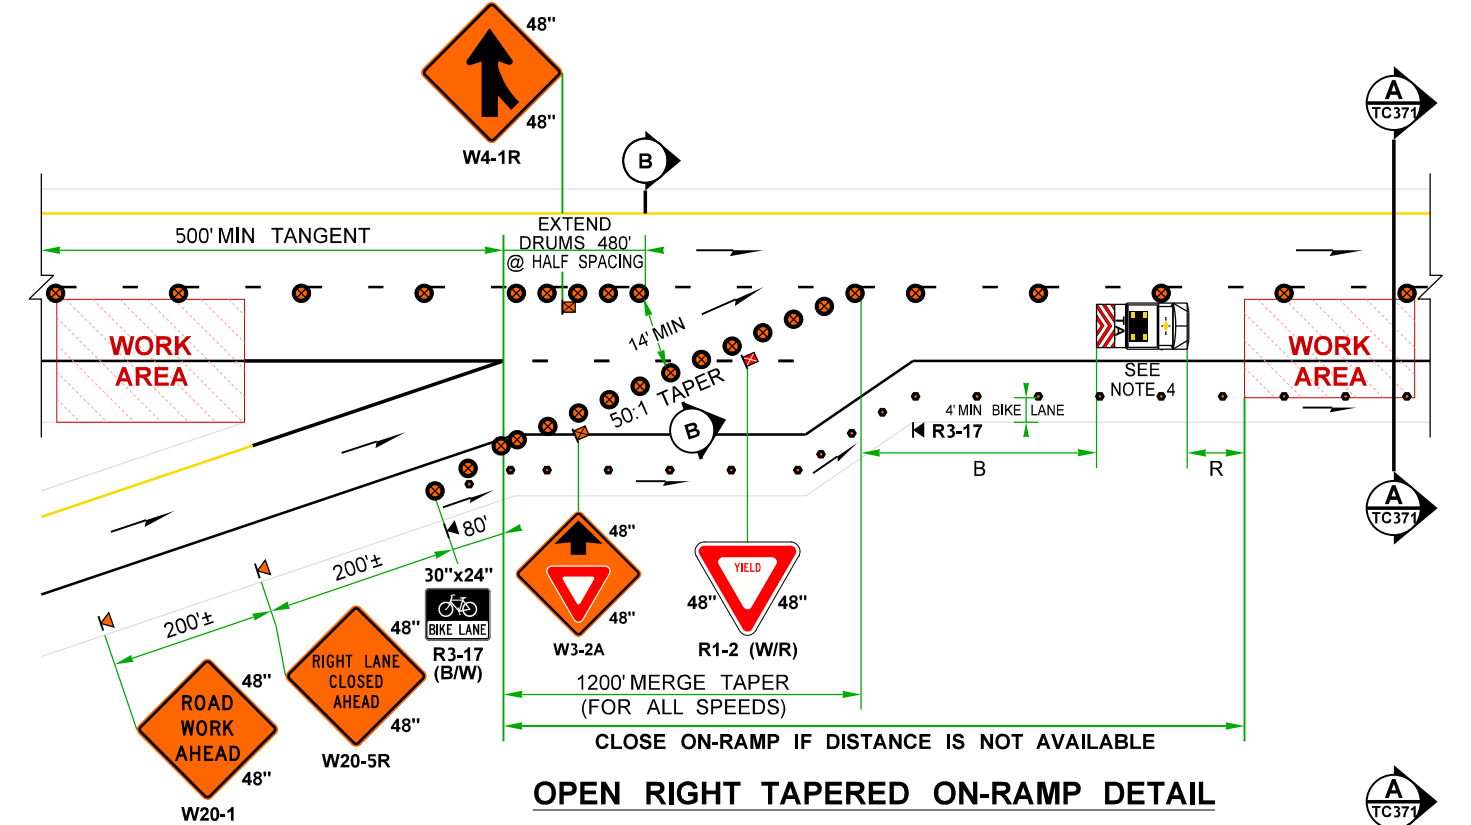 48"
48"
W4-1R
B
A
TC371
500' MIN TANGENT
EXTEND
DRUMS 480'
@ HALF SPACING
WORK
AREA
14' MIN
50:1 TAPER
B
TA
SEE
NOTE 4
WORK
AREA
4' MIN BIKE LANE
R3-17
B
R
A
TC371
80'
200'±
200'±
30"x24"
BIKE LANE
R3-17
(B/W)
48"
48"
W3-2A
YIELD
48"
48"
R1-2 (W/R)
RIGHT LANE
CLOSED
AHEAD
48"
48"
W20-5R
ROAD
WORK
AHEAD
48"
48"
W20-1
1200' MERGE TAPER
(FOR ALL SPEEDS)
CLOSE ON-RAMP IF DISTANCE IS NOT AVAILABLE
OPEN RIGHT TAPERED ON-RAMP DETAIL
A
TC371